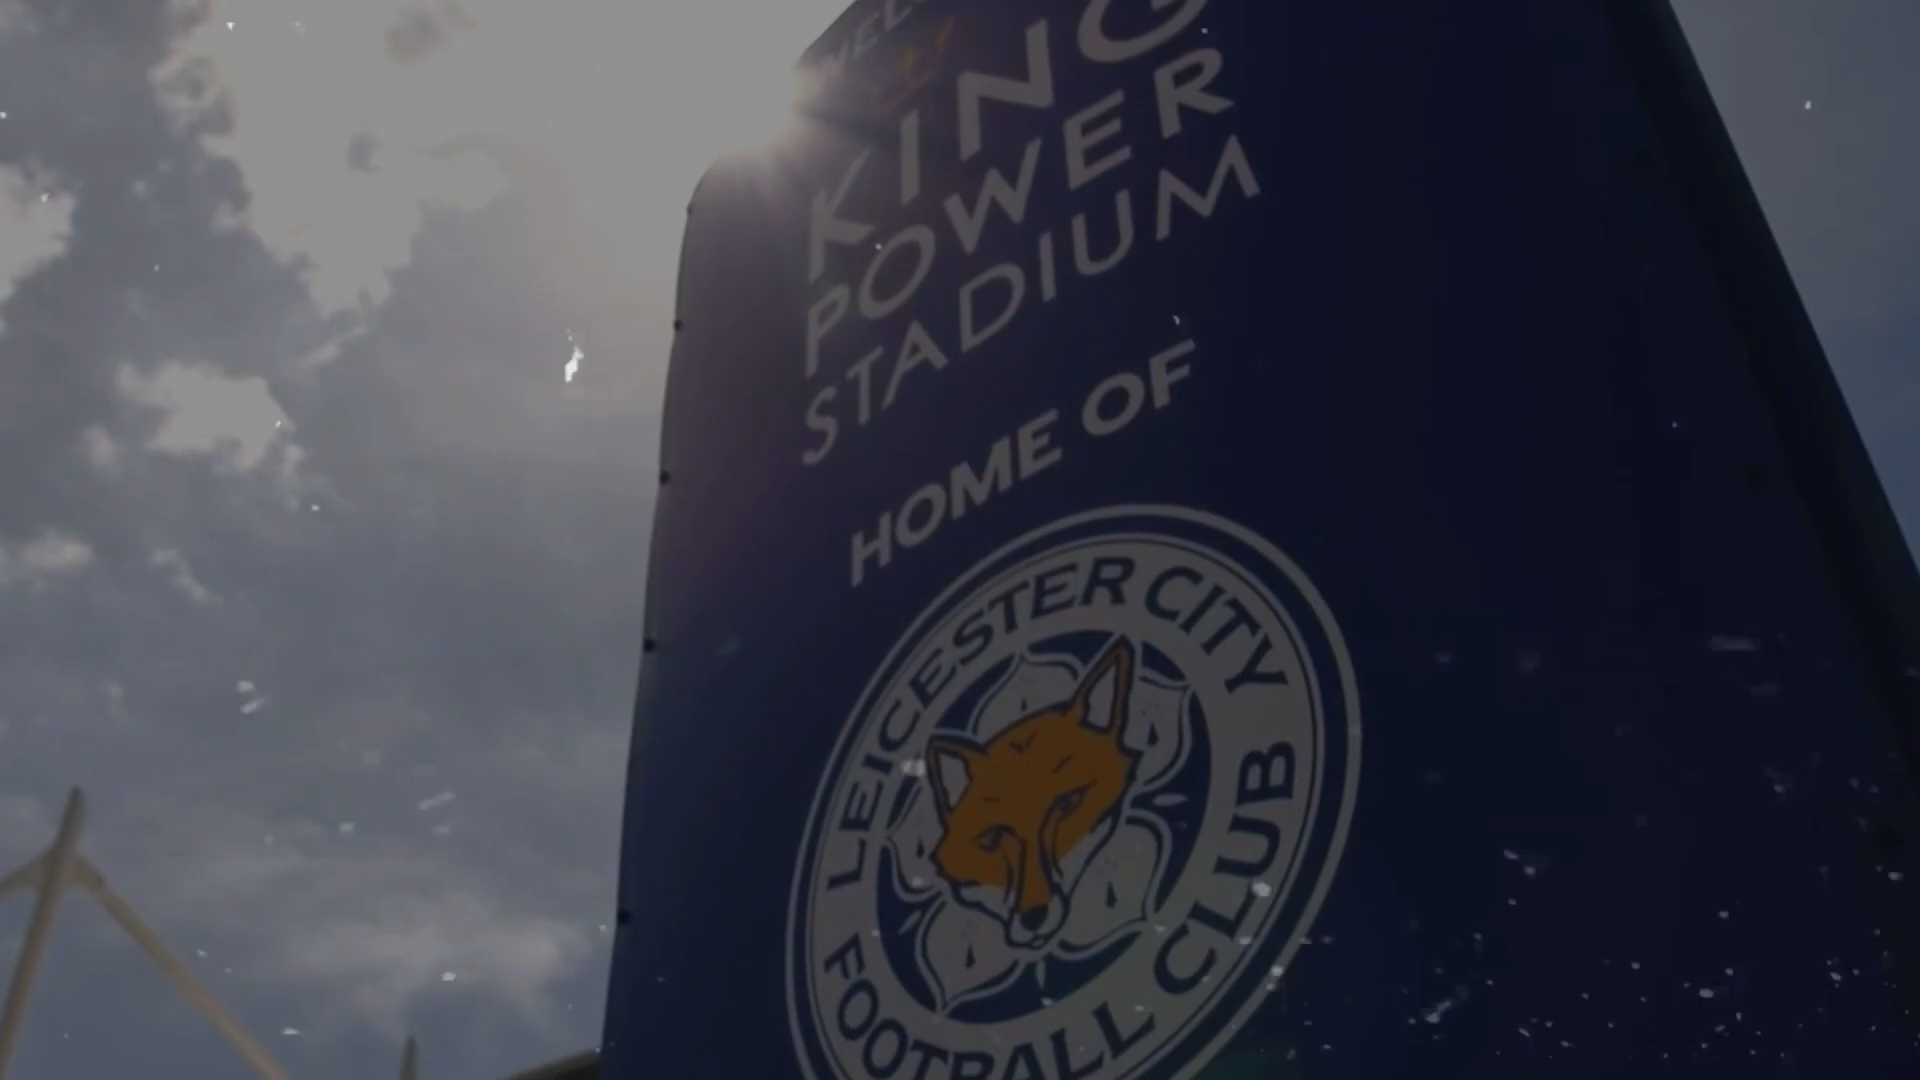 KING
POWER
STADIUM
HOME OF
LEICESTER CITY
FOOTBALL CLUB